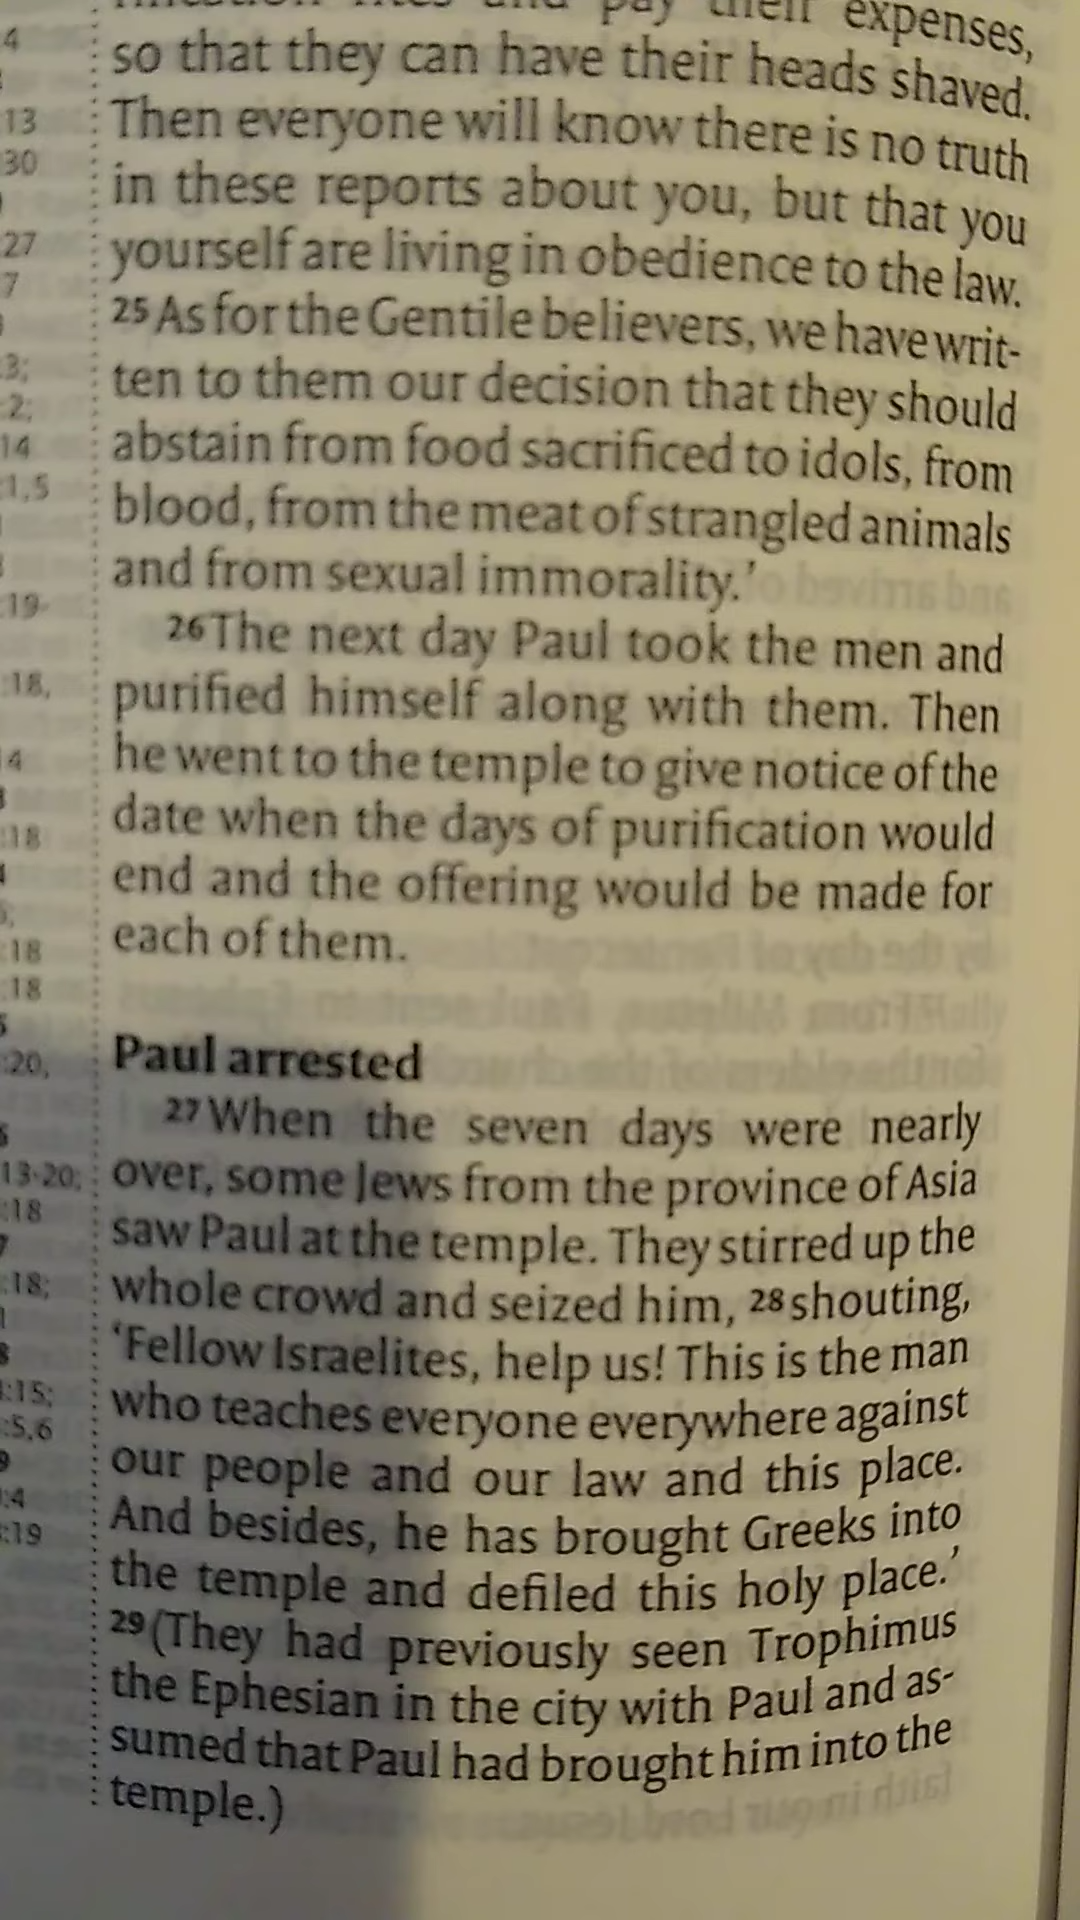 pay their expenses,
so that they can have their heads shaved.
Then everyone will know there is no truth
in these reports about you, but that you
yourself are living in obedience to the law.
25 As for the Gentile believers, we have writ-
ten to them our decision that they should
abstain from food sacrificed to idols, from
blood, from the meat of strangled animals
and from sexual immorality.’
26 The next day Paul took the men and
purified himself along with them. Then
he went to the temple to give notice of the
date when the days of purification would
end and the offering would be made for
each of them.
Paul arrested
27 When the seven days were nearly
over, some Jews from the province of Asia
saw Paul at the temple. They stirred up the
whole crowd and seized him, 28 shouting,
‘Fellow Israelites, help us! This is the man
who teaches everyone everywhere against
our people and our law and this place.
And besides, he has brought Greeks into
the temple and defiled this holy place.’
29 (They had previously seen Trophimus
the Ephesian in the city with Paul and as-
sumed that Paul had brought him into the
temple.)